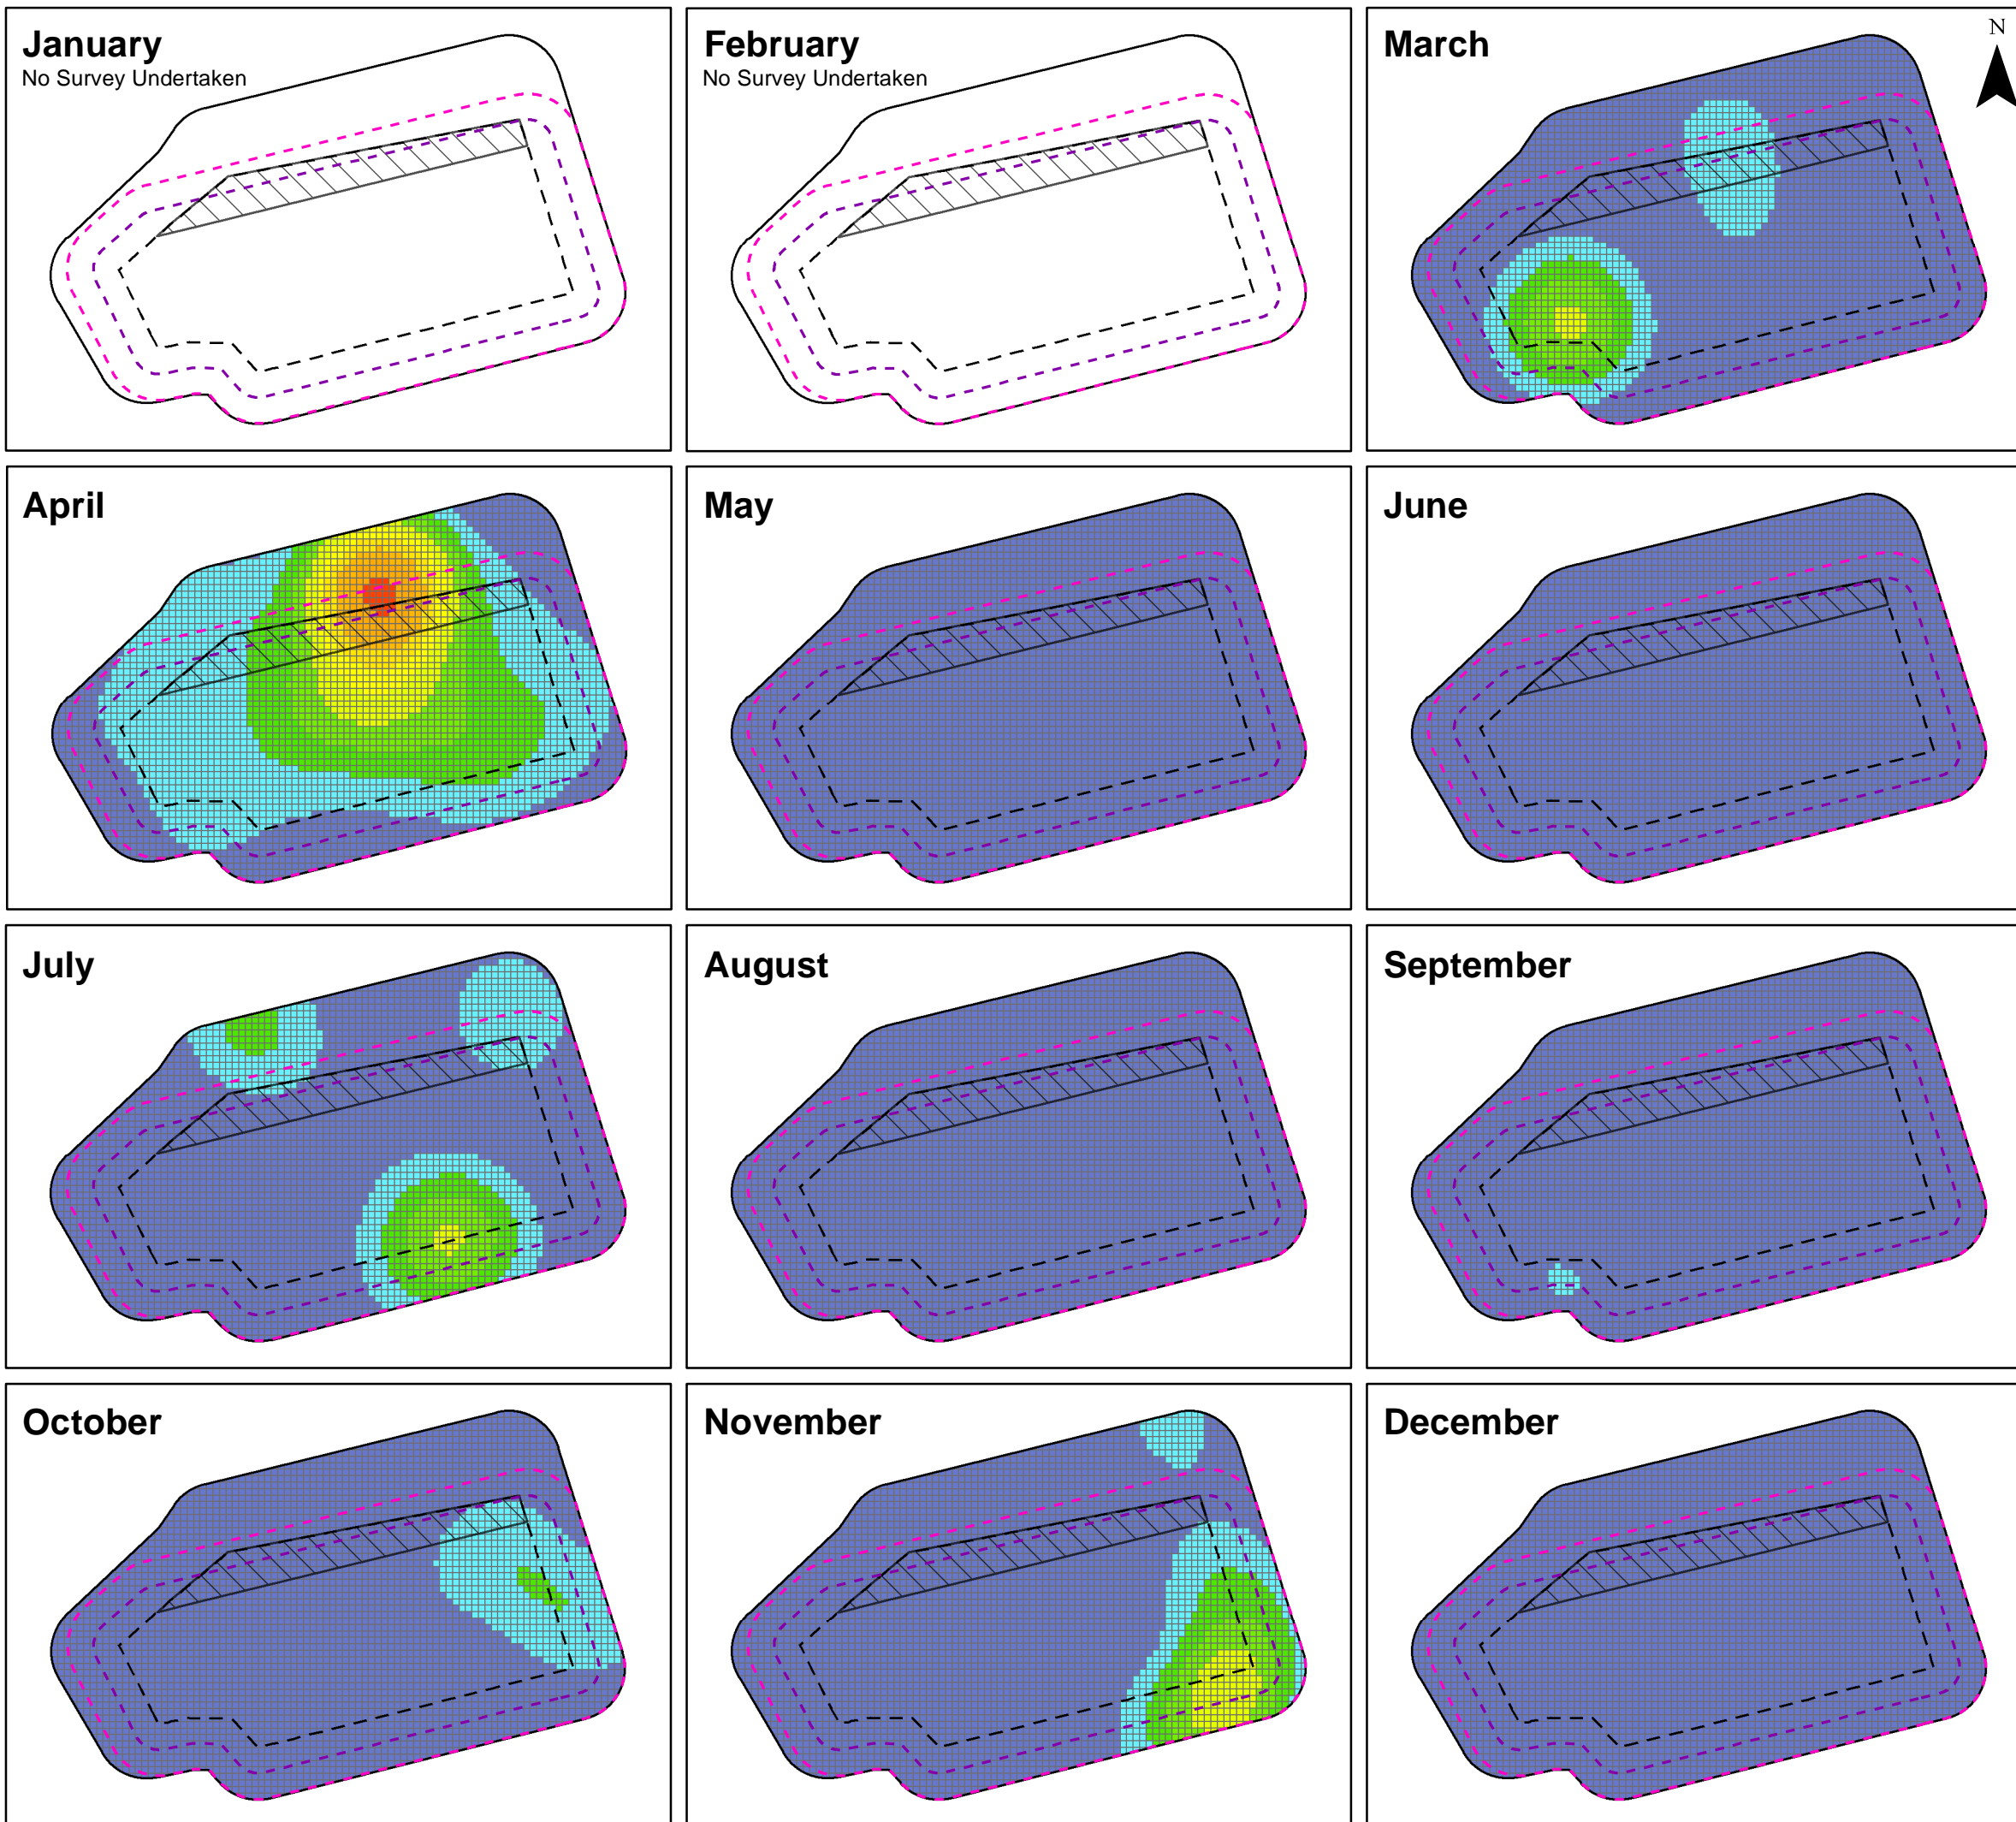 January
No Survey Undertaken
February
No Survey Undertaken
March
N
April
May
June
July
August
September
October
November
December